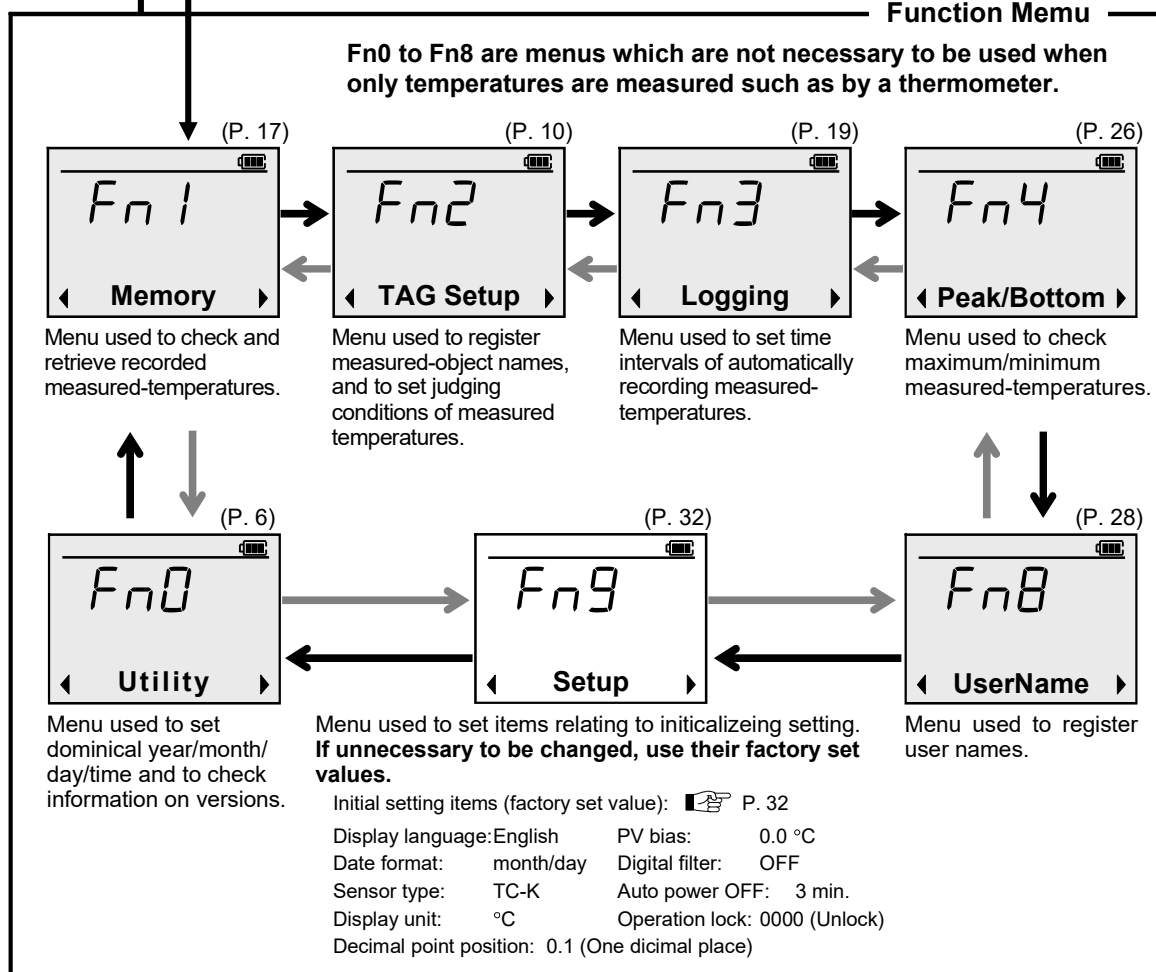 Function Memu
Fn0 to Fn8 are menus which are not necessary to be used when
only temperatures are measured such as by a thermometer.
(P. 17)
Fn1
Memory
Menu used to check and
retrieve recorded
measured-temperatures.
(P. 10)
Fn2
TAG Setup
Menu used to register
measured-object names,
and to set judging
conditions of measured
temperatures.
(P. 19)
Fn3
Logging
Menu used to set time
intervals of automatically
recording measured-
temperatures.
(P. 26)
Fn4
Peak/Bottom
Menu used to check
maximum/minimum
measured-temperatures.
(P. 6)
Fn0
Utility
Menu used to set
dominical year/month/
day/time and to check
information on versions.
(P. 32)
Fn9
Setup
Menu used to set items relating to initicalizeing setting.
If unnecessary to be changed, use their factory set
values.
Initial setting items (factory set value): P. 32
Display language:English PV bias: 0.0 °C
Date format: month/day Digital filter: OFF
Sensor type: TC-K Auto power OFF: 3 min.
Display unit: °C Operation lock: 0000 (Unlock)
Decimal point position: 0.1 (One dicimal place)
(P. 28)
Fn8
UserName
Menu used to register
user names.